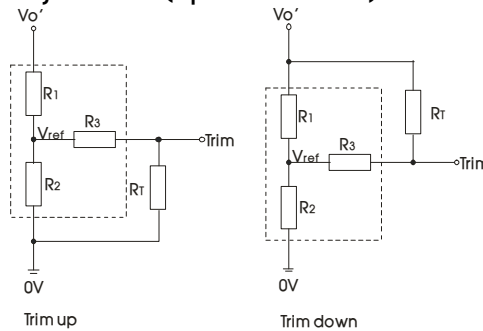 Vo'
R1
Vref
R3
Trim
R2
RT
0V
Trim up
Vo'
R1
RT
Vref
R3
Trim
R2
0V
Trim down